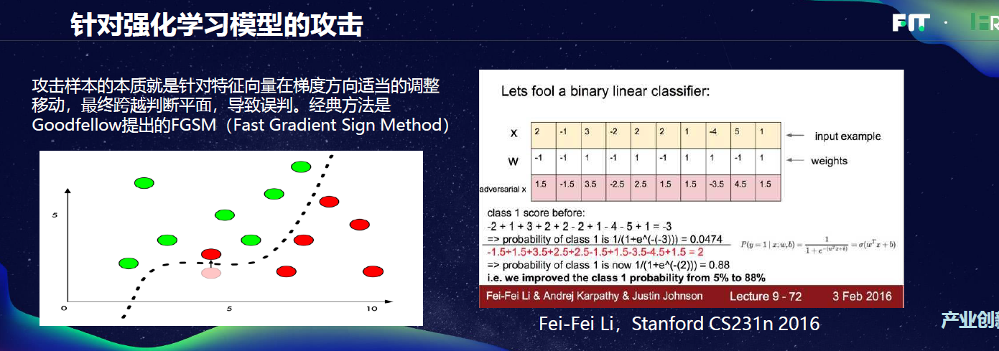 针对强化学习模型的攻击
FIT
攻击样本的本质就是针对特征向量在梯度方向适当的调整
移动，最终跨越判断平面，导致误判。经典方法是
Goodfellow提出的FGSM（Fast Gradient Sign Method）
5
0 5 10
Lets fool a binary linear classifier:
X 2 -1 3 -2 2 2 1 -4 5 1 input example
W -1 -1 1 -1 1 -1 1 1 -1 1 weights
adversarial x 1.5 -1.5 3.5 -2.5 2.5 1.5 1.5 -3.5 4.5 1.5
class 1 score before:
-2 + 1 + 3 + 2 + 2 - 2 + 1 - 4 - 5 + 1 = -3
=> probability of class 1 is 1/(1+e^(-(-3))) = 0.0474
-1.5+1.5+3.5+2.5+2.5-1.5+1.5-3.5-4.5+1.5 = 2
P(y = 1 | x; w, b) = 1 / (1 + e^-(w^T x+b)) = σ(w^T x + b)
=> probability of class 1 is now 1/(1+e^(-(2))) = 0.88
i.e. we improved the class 1 probability from 5% to 88%
Fei-Fei Li & Andrej Karpathy & Justin Johnson Lecture 9 - 72 3 Feb 2016
Fei-Fei Li，Stanford CS231n 2016
产业创新